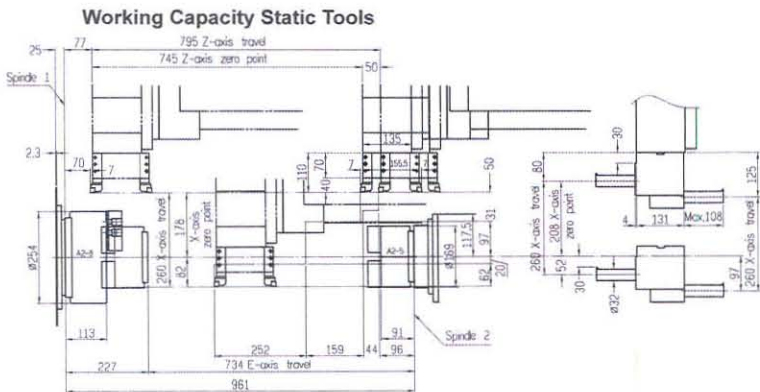 Working Capacity Static Tools
77
795 Z-axis travel
25
745 Z-axis zero point
50
Spindle 1
135
30
2.3
70
7
110
70
7
155,5
7
50
80
125
40
178
X-axis
zero point
260 X-axis travel
31
4
131
Max.108
208 X-axis
zero point
260 X-axis travel
260 X-axis travel
Ø254
A2-8
82
A2-5
Ø169
117,5
97
62
20
52
30
Ø32
97
113
91
Spindle 2
252
159
44
96
227
734 E-axis travel
961